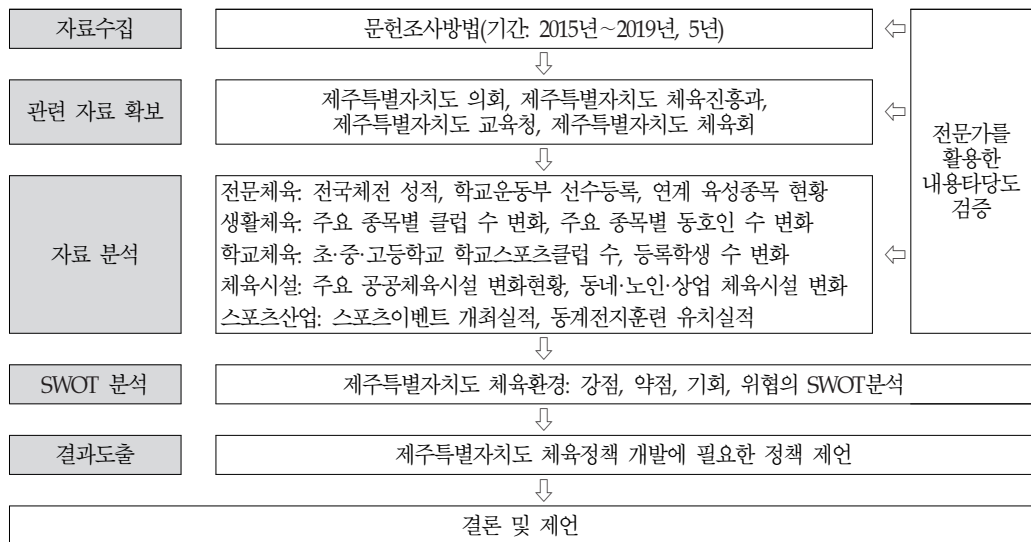 자료수집
문헌조사방법(기간: 2015년~2019년, 5년)
관련 자료 확보
제주특별자치도 의회, 제주특별자치도 체육진흥과,
제주특별자치도 교육청, 제주특별자치도 체육회
전문가를
활용한
내용타당도
검증
자료 분석
전문체육: 전국체전 성적, 학교운동부 선수등록, 연계 육성종목 현황
생활체육: 주요 종목별 클럽 수 변화, 주요 종목별 동호인 수 변화
학교체육: 초·중·고등학교 학교스포츠클럽 수, 등록학생 수 변화
체육시설: 주요 공공체육시설 변화현황, 동네·노인·상업 체육시설 변화
스포츠산업: 스포츠이벤트 개최실적, 동계전지훈련 유치실적
SWOT 분석
제주특별자치도 체육환경: 강점, 약점, 기회, 위협의 SWOT분석
결과도출
제주특별자치도 체육정책 개발에 필요한 정책 제언
결론 및 제언